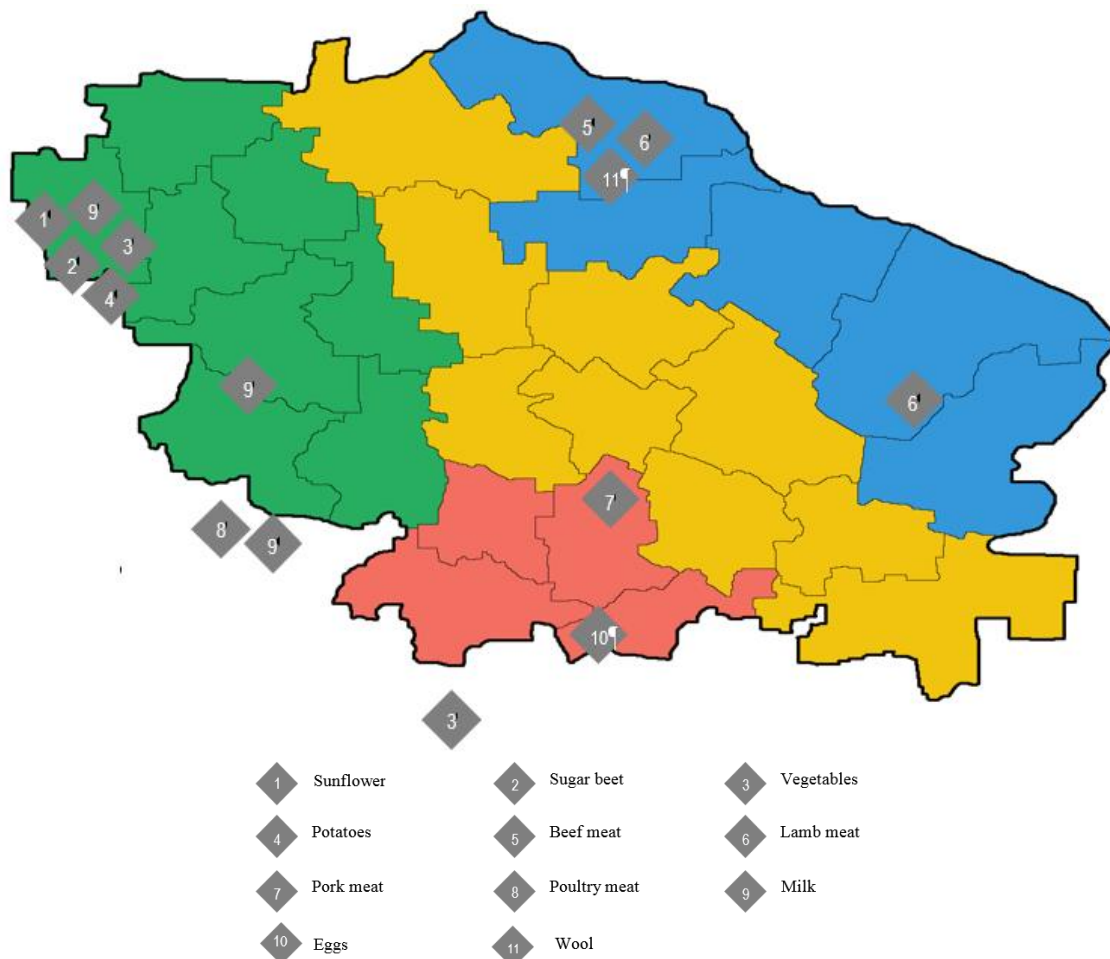 5
6
11¶
1
9
3
2
4
9
6
7
8
9
10¶
3
1 Sunflower
2 Sugar beet
3 Vegetables
4 Potatoes
5 Beef meat
6 Lamb meat
7 Pork meat
8 Poultry meat
9 Milk
10 Eggs
11 Wool